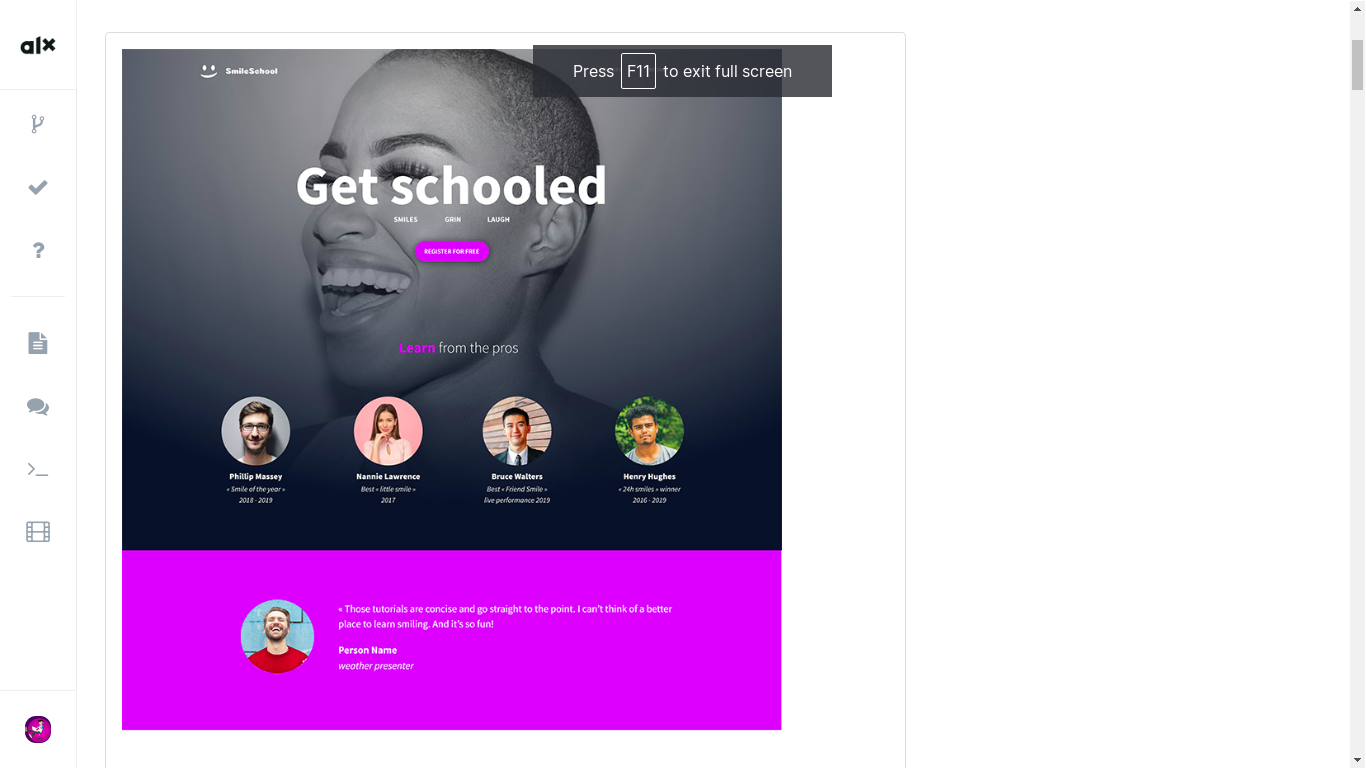 alx
SmileSchool
Press F11 to exit full screen
Get schooled
SMILES GRIN LAUGH
REGISTER FOR FREE
Learn from the pros
Phillip Massey
« Smile of the year »
2018 - 2019
Nannie Lawrence
Best « little smile »
2017
Bruce Walters
Best « Friend Smile »
live performance 2019
Henry Hughes
« 24h smiles » winner
2016 - 2019
« Those tutorials are concise and go straight to the point. I can't think of a better
place to learn smiling. And it's so fun!
Person Name
weather presenter